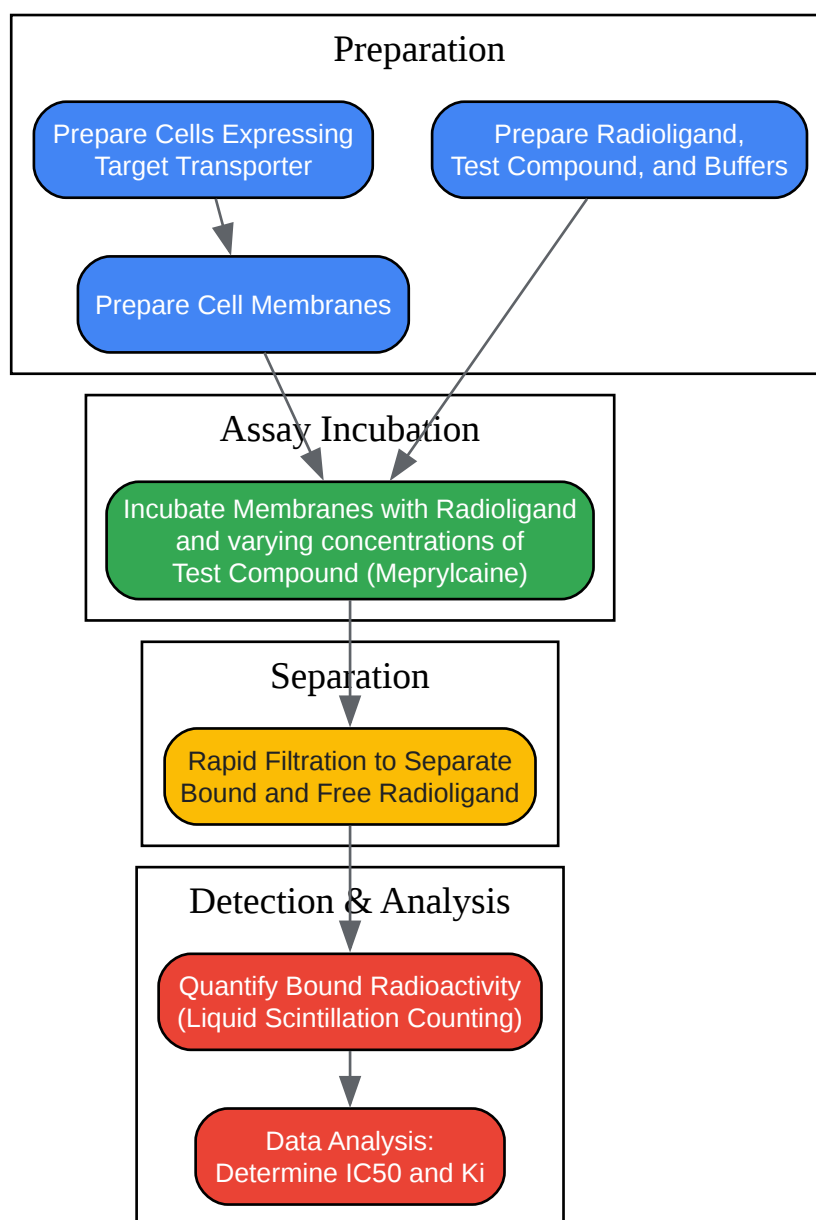 Preparation
Prepare Cells Expressing
Target Transporter
Prepare Radioligand,
Test Compound, and Buffers
Prepare Cell Membranes
Assay Incubation
Incubate Membranes with Radioligand
and varying concentrations of
Test Compound (Meprylcaine)
Separation
Rapid Filtration to Separate
Bound and Free Radioligand
Detection & Analysis
Quantify Bound Radioactivity
(Liquid Scintillation Counting)
Data Analysis:
Determine IC50 and Ki